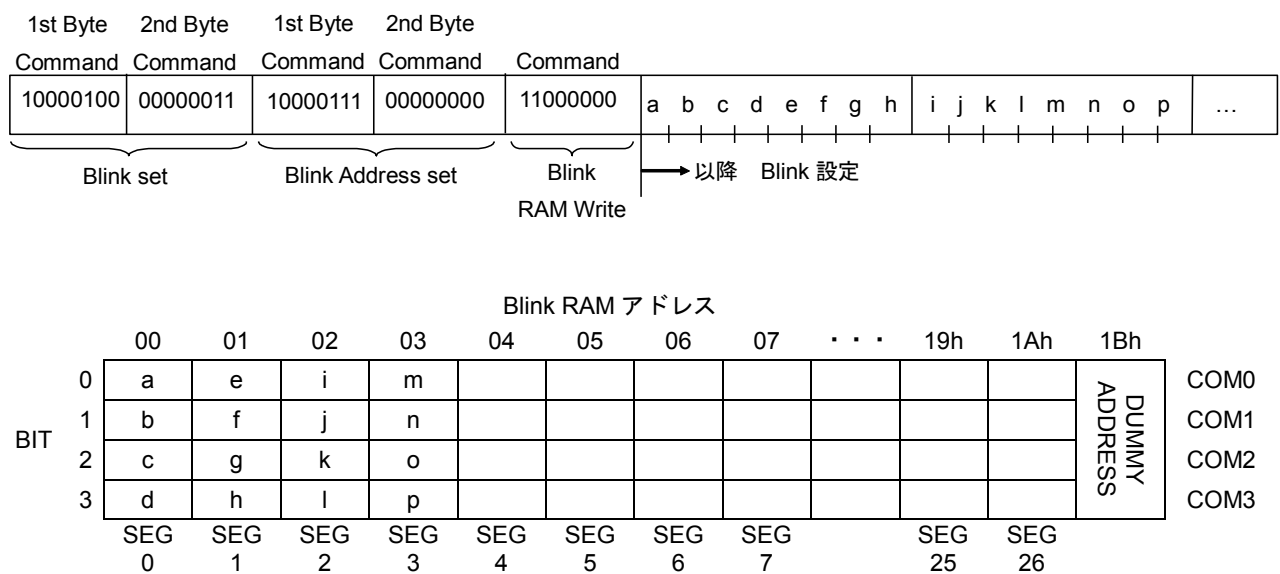 1st Byte 2nd Byte 1st Byte 2nd Byte
Command Command Command Command Command
10000100 00000011 10000111 00000000 11000000 a b c d e f g h i j k l m n o p …
Blink set Blink Address set Blink 以降 Blink 設定
RAM Write
Blink RAM アドレス
00 01 02 03 04 05 06 07 ・・・ 19h 1Ah 1Bh
0 a e i m COM0
1 b f j n COM1
BIT
2 c g k o COM2
3 d h l p COM3
DUMMY
ADDRESS
SEG SEG SEG SEG SEG SEG SEG SEG SEG SEG
0 1 2 3 4 5 6 7 25 26